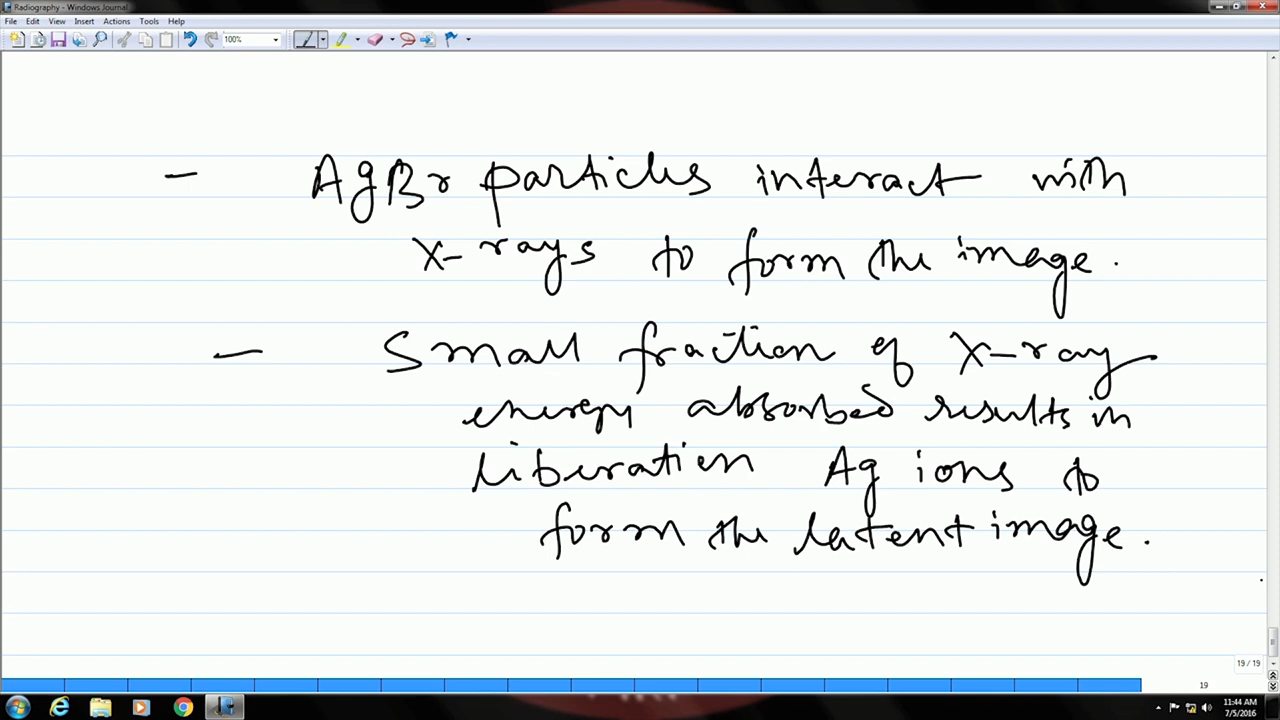 Radiography - Windows Journal
File Edit View Insert Actions Tools Help
100%
- AgBr particles interact with
X-rays to form the image.
- Small fraction of X-ray
energy absorbed results in
liberation Ag ions to
form the latent image.
19 / 19
19
11:44 AM
7/5/2016